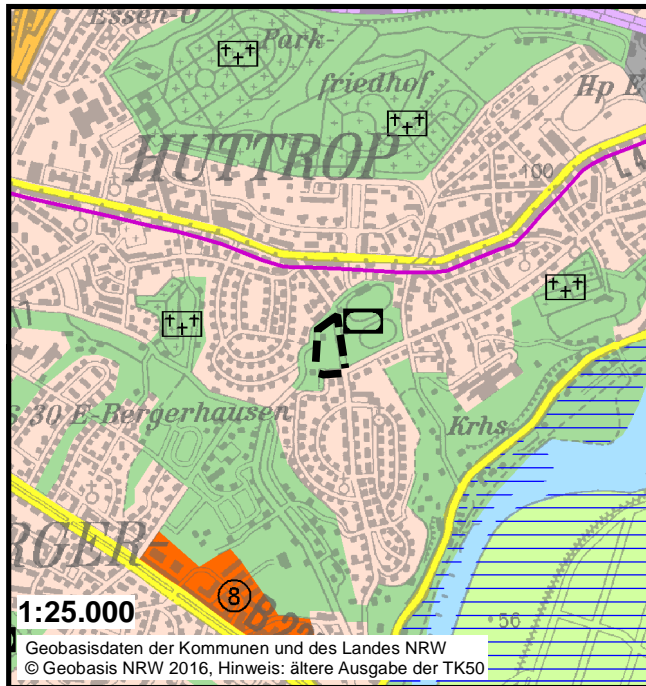 Essen-O
Park-
friedhof
Hp E
HUTTROP
100
S 30 E-Bergerhausen
Krhs
RGER-
8
B 22
56
1:25.000
Geobasisdaten der Kommunen und des Landes NRW
© Geobasis NRW 2016, Hinweis: ältere Ausgabe der TK50